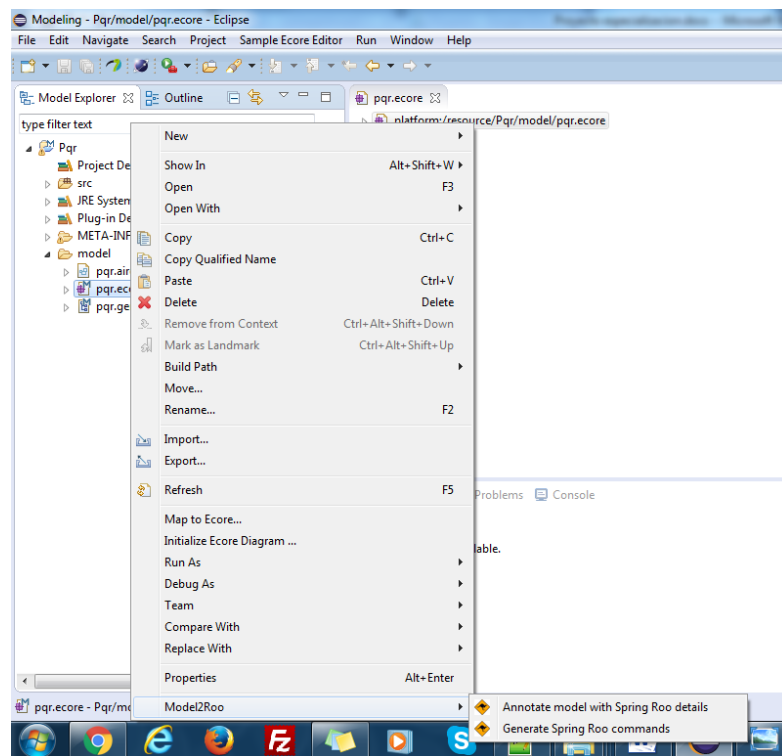 Modeling - Pqr/model/pqr.ecore - Eclipse
File Edit Navigate Search Project Sample Ecore Editor Run Window Help
Model Explorer Outline
pqr.ecore
type filter text
platform:/resource/Pqr/model/pqr.ecore
Pqr
Project De
src
JRE System
Plug-in De
META-INF
model
pqr.air
pqr.eco
pqr.ge
New
Show In Alt+Shift+W
Open F3
Open With
Copy Ctrl+C
Copy Qualified Name
Paste Ctrl+V
Delete Delete
Remove from Context Ctrl+Alt+Shift+Down
Mark as Landmark Ctrl+Alt+Shift+Up
Build Path
Move...
Rename... F2
Import...
Export...
Refresh F5
Map to Ecore...
Initialize Ecore Diagram ...
Run As
Debug As
Team
Compare With
Replace With
Properties Alt+Enter
Model2Roo
Annotate model with Spring Roo details
Generate Spring Roo commands
Problems Console
lable.
pqr.ecore - Pqr/mo